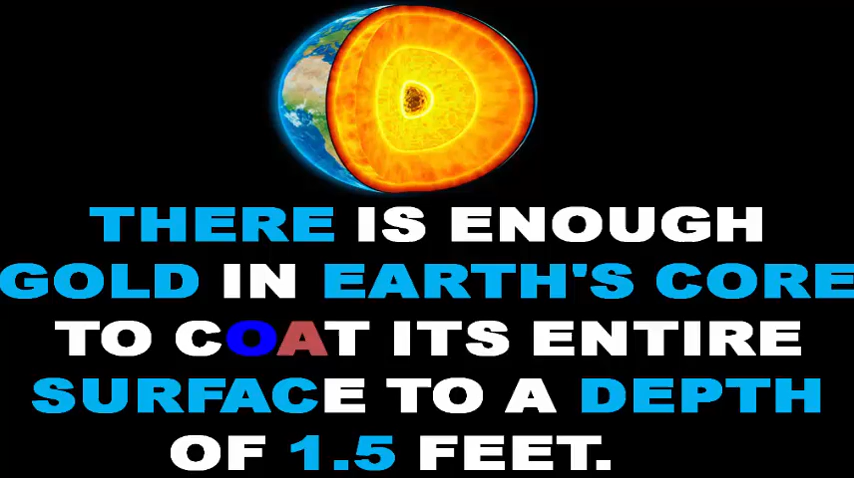 THERE IS ENOUGH
GOLD IN EARTH'S CORE
TO COAT ITS ENTIRE
SURFACE TO A DEPTH
OF 1.5 FEET.